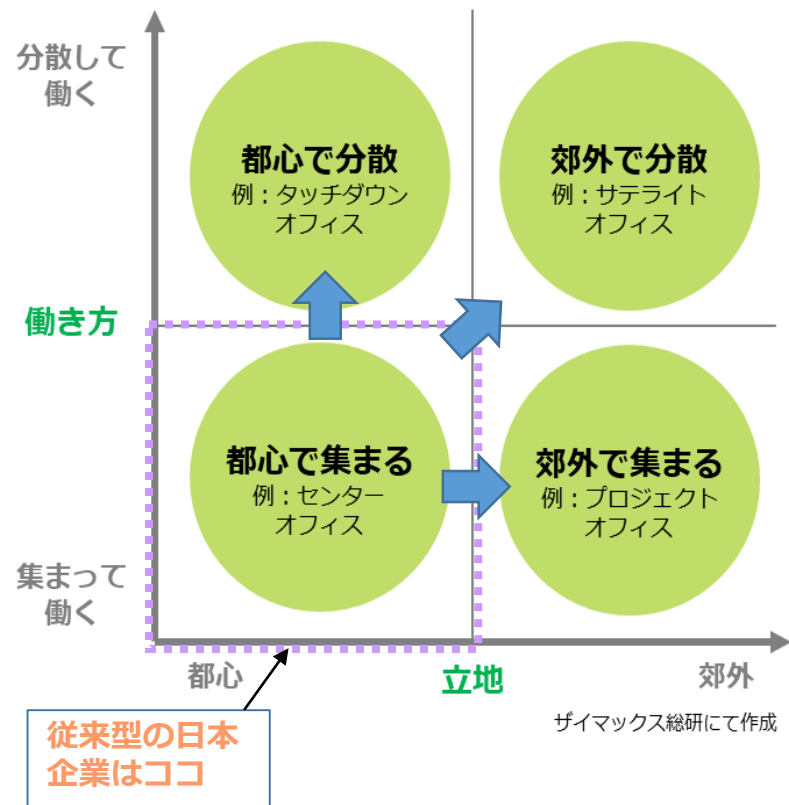 分散して
働く
都心で分散
例：タッチダウン
オフィス
郊外で分散
例：サテライト
オフィス
働き方
都心で集まる
例：センター
オフィス
郊外で集まる
例：プロジェクト
オフィス
集まって
働く
都心
立地
郊外
ザイマックス総研にて作成
従来型の日本
企業はココ